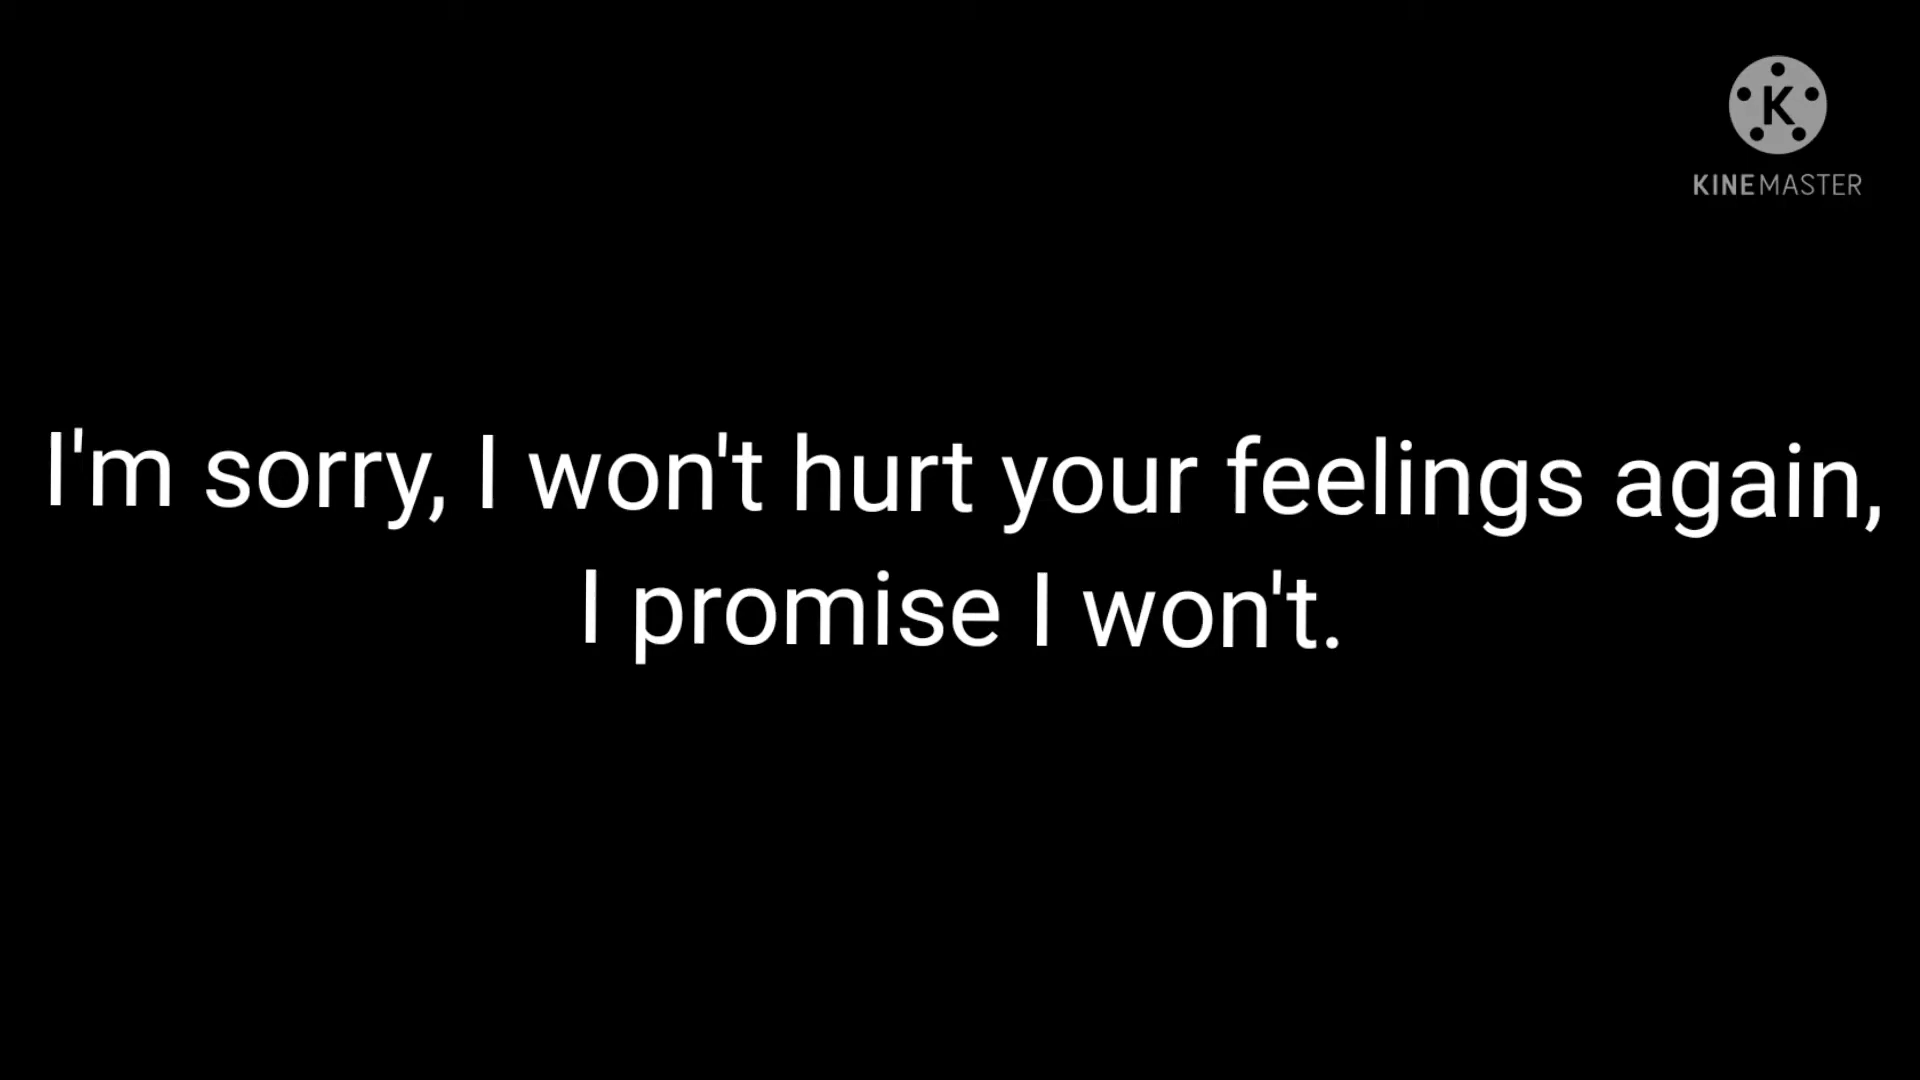 K
KINEMASTER
I'm sorry, I won't hurt your feelings again,
I promise I won't.